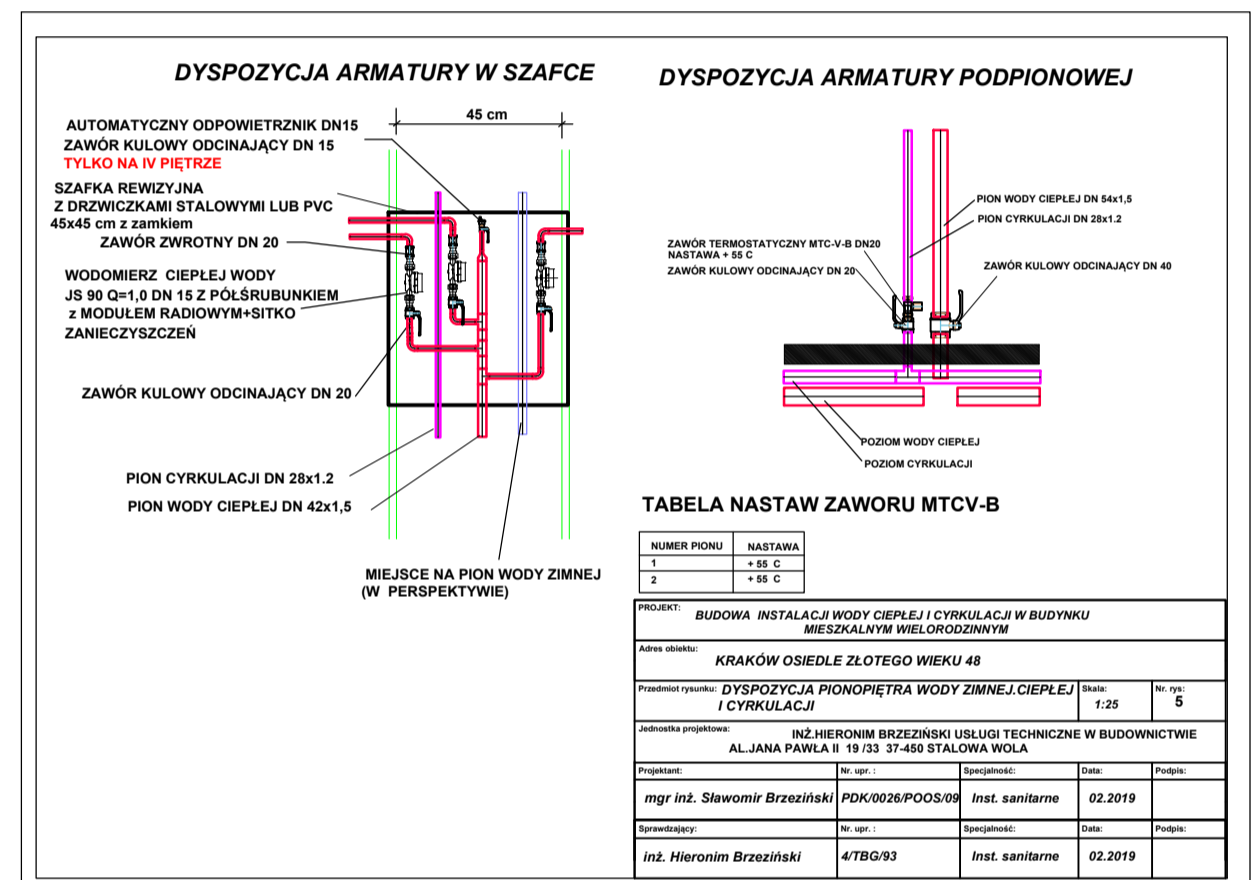 DYSPOZYCJA ARMATURY W SZAFCE
45 cm
AUTOMATYCZNY ODPOWIETRZNIK DN15
ZAWÓR KULOWY ODCINAJĄCY DN 15
TYLKO NA IV PIĘTRZE
SZAFKA REWIZYJNA
Z DRZWICZKAMI STALOWYMI LUB PVC
45x45 cm z zamkiem
ZAWÓR ZWROTNY DN 20
WODOMIERZ CIEPŁEJ WODY
JS 90 Q=1,0 DN 15 Z PÓŁŚRUBUNKIEM
z MODUŁEM RADIOWYM+SITKO
ZANIECZYSZCZEŃ
ZAWÓR KULOWY ODCINAJĄCY DN 20
PION CYRKULACJI DN 28x1.2
PION WODY CIEPŁEJ DN 42x1,5
MIEJSCE NA PION WODY ZIMNEJ
(W PERSPEKTYWIE)
DYSPOZYCJA ARMATURY PODPIONOWEJ
PION WODY CIEPŁEJ DN 54x1,5
PION CYRKULACJI DN 28x1.2
ZAWÓR TERMOSTATYCZNY MTC-V-B DN20
NASTAWA + 55 C
ZAWÓR KULOWY ODCINAJĄCY DN 20
ZAWÓR KULOWY ODCINAJĄCY DN 40
POZIOM WODY CIEPŁEJ
POZIOM CYRKULACJI
TABELA NASTAW ZAWORU MTCV-B
NUMER PIONU NASTAWA
1 + 55 C
2 + 55 C
PROJEKT: BUDOWA INSTALACJI WODY CIEPŁEJ I CYRKULACJI W BUDYNKU
MIESZKALNYM WIELORODZINNYM
Adres obiektu:
KRAKÓW OSIEDLE ZŁOTEGO WIEKU 48
Przedmiot rysunku: DYSPOZYCJA PIONOPIĘTRA WODY ZIMNEJ.CIEPŁEJ
I CYRKULACJI
Skala:
1:25
Nr. rys:
5
Jednostka projektowa: INŻ.HIERONIM BRZEZIŃSKI USŁUGI TECHNICZNE W BUDOWNICTWIE
AL.JANA PAWŁA II 19 /33 37-450 STALOWA WOLA
Projektant: Nr. upr. : Specjalność: Data: Podpis:
mgr inż. Sławomir Brzeziński PDK/0026/POOS/09 Inst. sanitarne 02.2019
Sprawdzający: Nr. upr. : Specjalność: Data: Podpis:
inż. Hieronim Brzeziński 4/TBG/93 Inst. sanitarne 02.2019